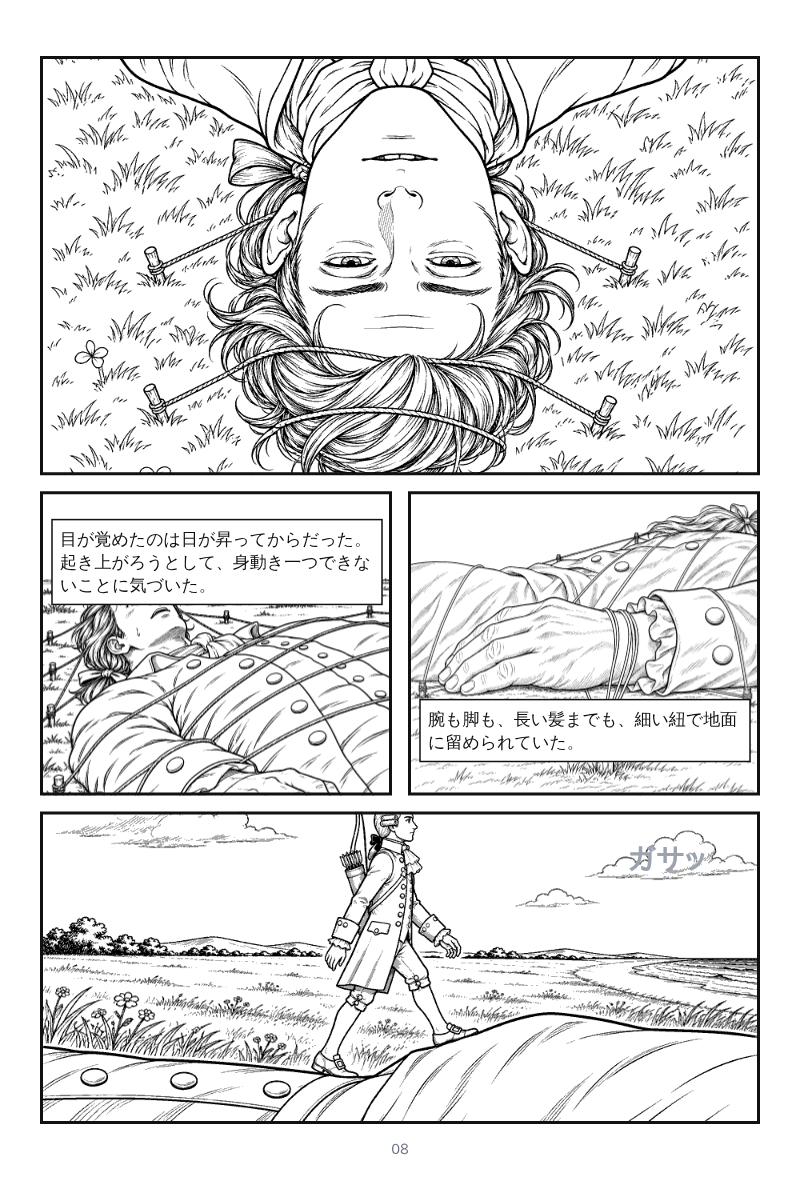 目が覚めたのは日が昇ってからだった。
起き上がろうとして、身動き一つできな
いことに気づいた。
腕も脚も、長い髪までも、細い紐で地面
に留められていた。
ガサッ
08